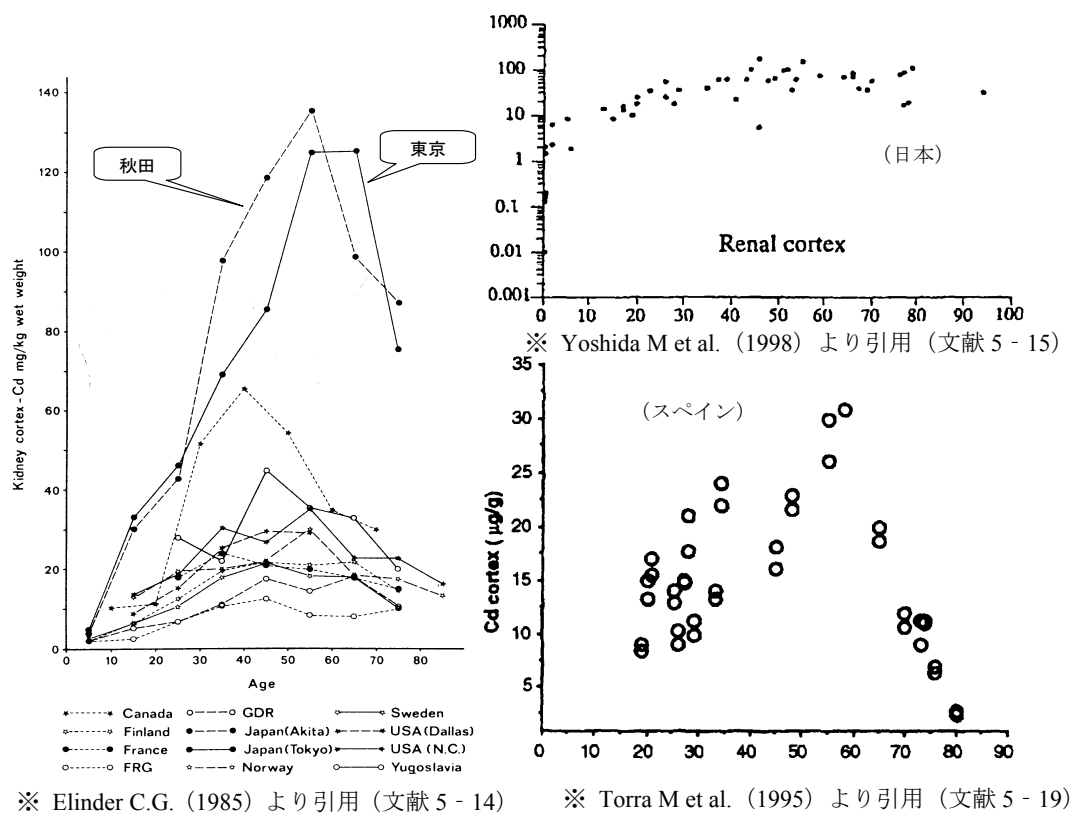 140
120
100
80
60
40
20
0
Kidney cortex - Cd mg/kg wet weight
秋田
東京
0 10 20 30 40 50 60 70 80
Age
Canada GDR Sweden
Finland Japan(Akita) USA(Dallas)
France Japan(Tokyo) USA(N.C.)
FRG Norway Yugoslavia
※ Elinder C.G.（1985）より引用（文献 5 - 14）
1000
100
10
1
0.1
0.01
0.001
（日本）
Renal cortex
0 10 20 30 40 50 60 70 80 90 100
※ Yoshida M et al.（1998）より引用（文献 5 - 15）
35
30
25
20
15
10
5
Cd cortex ( µg/g)
（スペイン）
0 10 20 30 40 50 60 70 80 90
※ Torra M et al.（1995）より引用（文献 5 - 19）